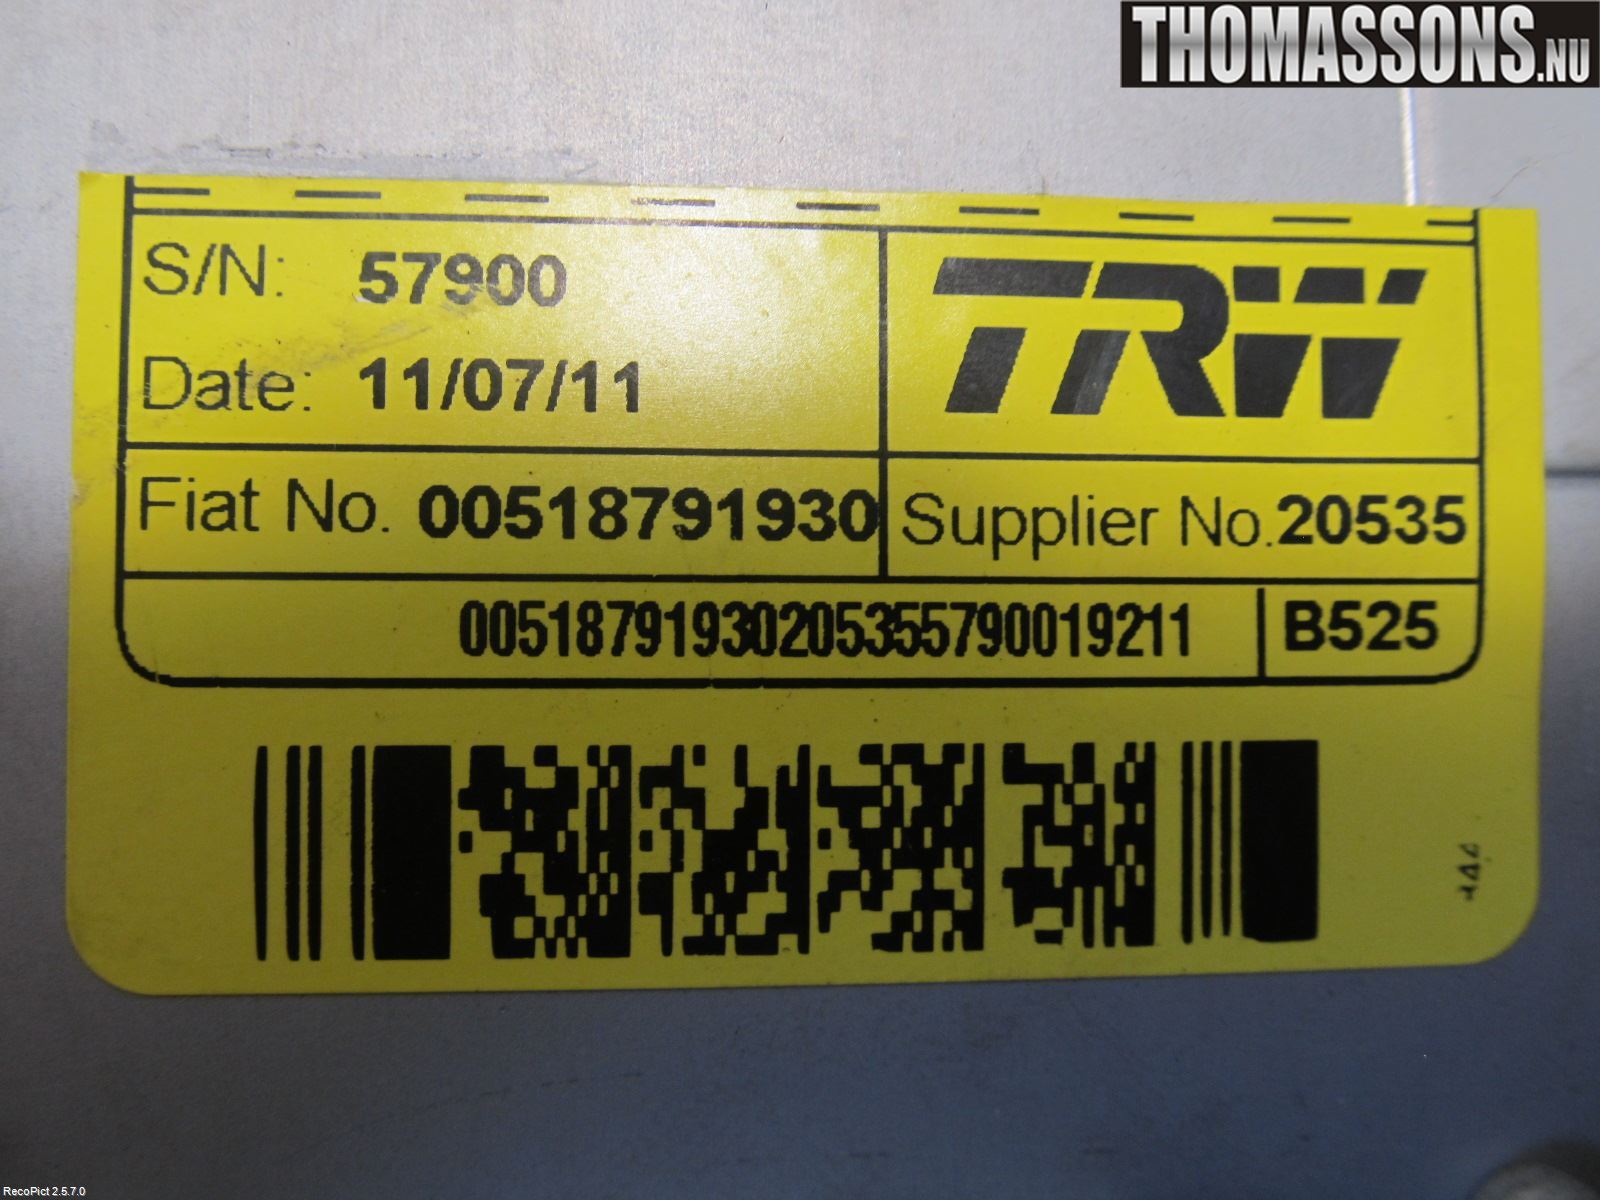 THOMASSONS.NU
S/N: 57900
TRW
Date: 11/07/11
Fiat No. 00518791930
Supplier No. 20535
00518791930205355790019211
B525
RecoPict 2.5.7.0